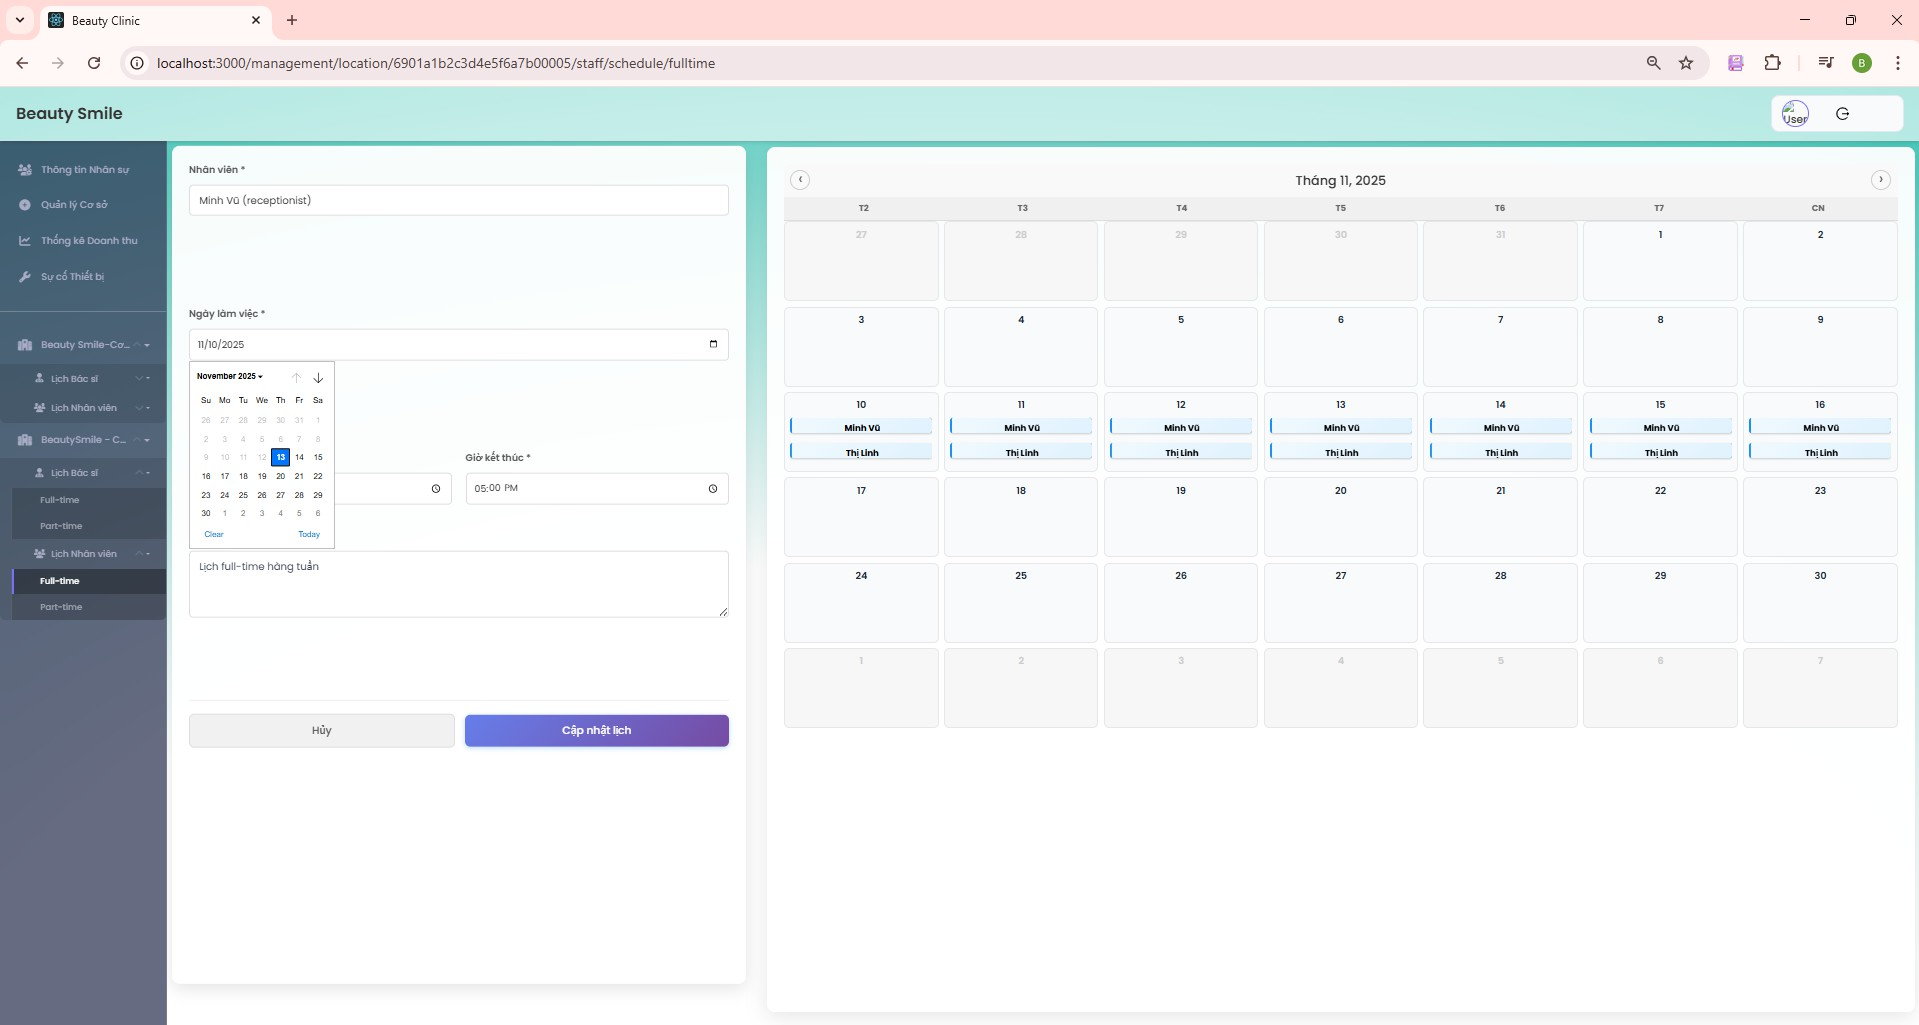 Beauty Clinic
localhost:3000/management/location/6901a1b2c3d4e5f6a7b00005/staff/schedule/fulltime
B
Beauty Smile
User
Thông tin Nhân sự
Quản lý Cơ sở
Thống kê Doanh thu
Sự cố Thiết bị
Beauty Smile-Cơ...
Lịch Bác sĩ
Lịch Nhân viên
BeautySmile - C...
Lịch Bác sĩ
Full-time
Part-time
Lịch Nhân viên
Full-time
Part-time
Nhân viên *
Minh Vũ (receptionist)
Ngày làm việc *
11/10/2025
November 2025
Su Mo Tu We Th Fr Sa
26 27 28 29 30 31 1
2 3 4 5 6 7 8
9 10 11 12 13 14 15
16 17 18 19 20 21 22
23 24 25 26 27 28 29
30 1 2 3 4 5 6
Clear Today
Giờ kết thúc *
05:00 PM
Lịch full-time hàng tuần
Hủy
Cập nhật lịch
Tháng 11, 2025
T2 T3 T4 T5 T6 T7 CN
27 28 29 30 31 1 2
3 4 5 6 7 8 9
10 11 12 13 14 15 16
Minh Vũ Minh Vũ Minh Vũ Minh Vũ Minh Vũ Minh Vũ Minh Vũ
Thị Linh Thị Linh Thị Linh Thị Linh Thị Linh Thị Linh Thị Linh
17 18 19 20 21 22 23
24 25 26 27 28 29 30
1 2 3 4 5 6 7